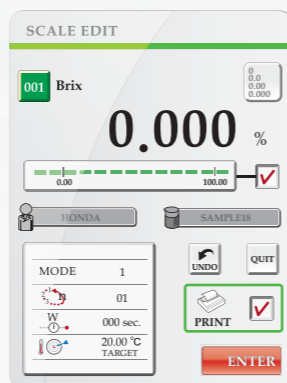 SCALE EDIT
001 Brix
0
0.0
0.00
0.000
0.000 %
0.00 100.00
HONDA SAMPLE18
MODE 1
UNDO QUIT
n 01
W 000 sec.
PRINT
20.00 °C
TARGET
ENTER